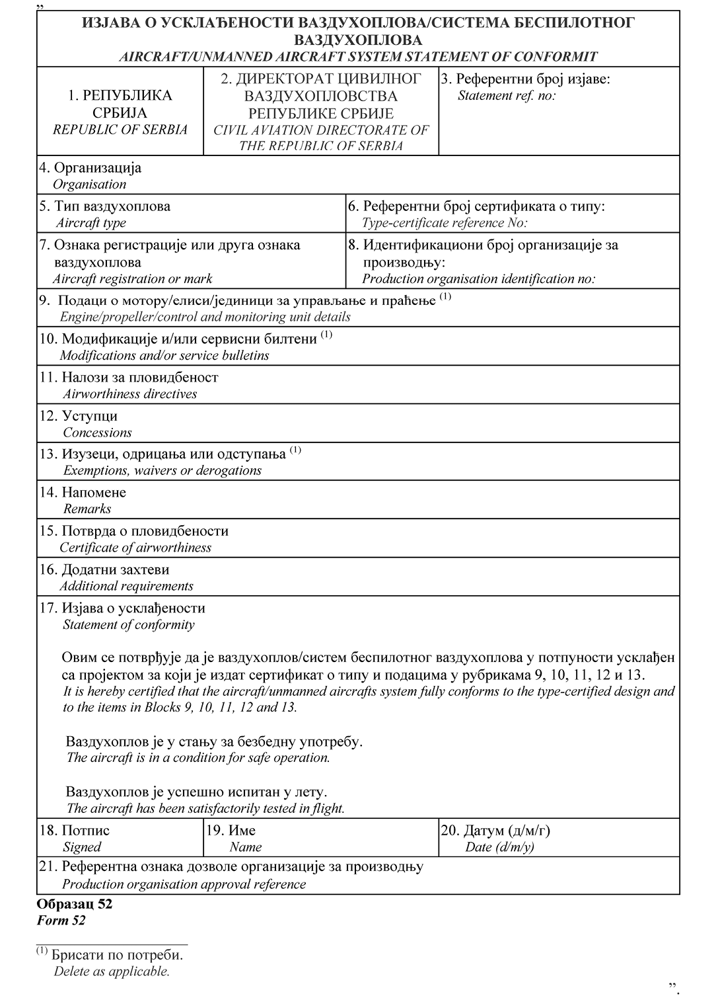 „
ИЗЈАВА О УСКЛАЂЕНОСТИ ВАЗДУХОПЛОВА/СИСТЕМА БЕСПИЛОТНОГ
ВАЗДУХОПЛОВА
AIRCRAFT/UNMANNED AIRCRAFT SYSTEM STATEMENT OF CONFORMIT
1. РЕПУБЛИКА
СРБИЈА
REPUBLIC OF SERBIA
2. ДИРЕКТОРАТ ЦИВИЛНОГ
ВАЗДУХОПЛОВСТВА
РЕПУБЛИКЕ СРБИЈЕ
CIVIL AVIATION DIRECTORATE OF
THE REPUBLIC OF SERBIA
3. Референтни број изјаве:
Statement ref. no:
4. Организација
Organisation
5. Тип ваздухоплова
Aircraft type
6. Референтни број сертификата о типу:
Type-certificate reference No:
7. Ознака регистрације или друга ознака
ваздухоплова
Aircraft registration or mark
8. Идентификациони број организације за
производњу:
Production organisation identification no:
9. Подаци о мотору/елиси/јединици за управљање и праћење (1)
Engine/propeller/control and monitoring unit details
10. Модификације и/или сервисни билтени (1)
Modifications and/or service bulletins
11. Налози за пловидбеност
Airworthiness directives
12. Уступци
Concessions
13. Изузеци, одрицања или одступања (1)
Exemptions, waivers or derogations
14. Напомене
Remarks
15. Потврда о пловидбености
Certificate of airworthiness
16. Додатни захтеви
Additional requirements
17. Изјава о усклађености
Statement of conformity
Овим се потврђује да је ваздухоплов/систем беспилотног ваздухоплова у потпуности усклађен
са пројектом за који је издат сертификат о типу и подацима у рубрикама 9, 10, 11, 12 и 13.
It is hereby certified that the aircraft/unmanned aircrafts system fully conforms to the type-certified design and
to the items in Blocks 9, 10, 11, 12 and 13.
Ваздухоплов је у стању за безбедну употребу.
The aircraft is in a condition for safe operation.
Ваздухоплов је успешно испитан у лету.
The aircraft has been satisfactorily tested in flight.
18. Потпис
Signed
19. Име
Name
20. Датум (д/м/г)
Date (d/m/y)
21. Референтна ознака дозволе организације за производњу
Production organisation approval reference
Образац 52
Form 52
(1) Брисати по потреби.
Delete as applicable.
”.